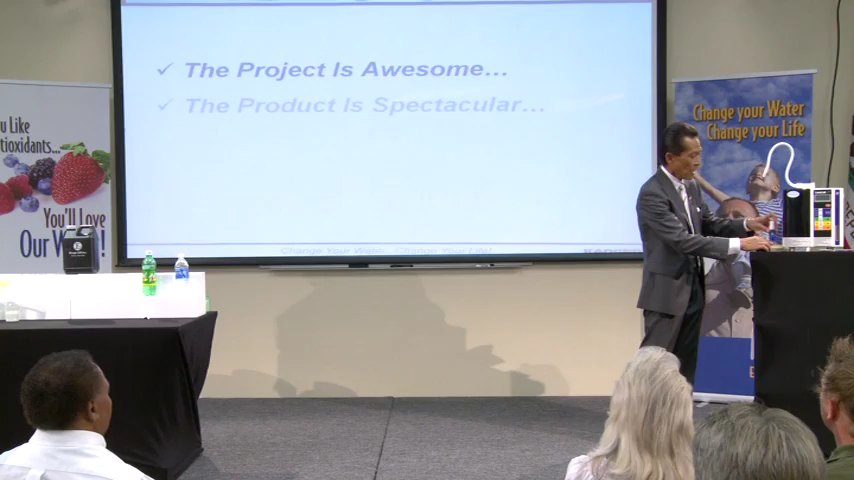 The Project Is Awesome...
The Product Is Spectacular...
Change Your Water...Change Your Life!
u Like
tioxidants...
You'll Love
Our
Change your Water
Change your Life